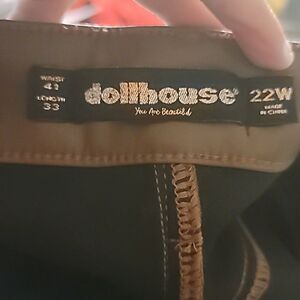 WAIST
41
LENGTH
33
dollhouse
You Are Beautiful
22W
MADE
IN CHINA